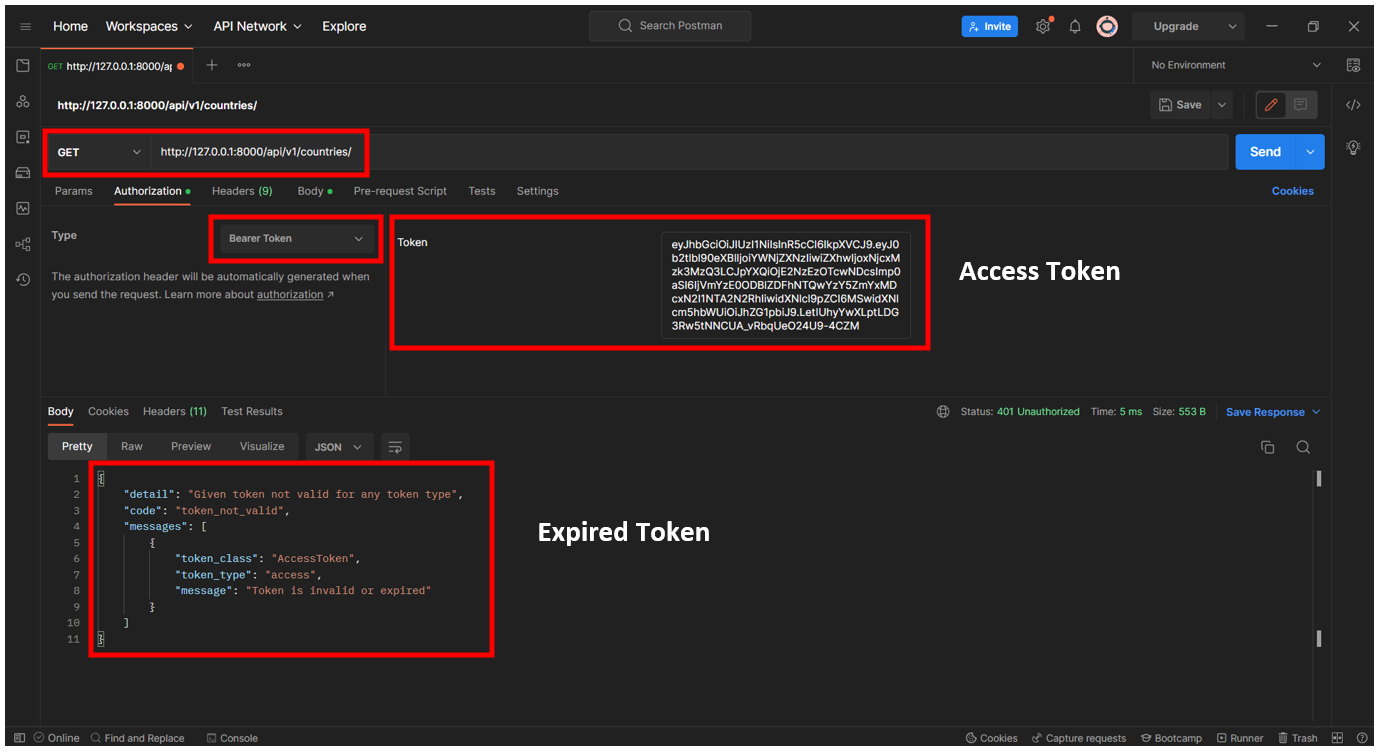 Home Workspaces API Network Explore Search Postman Invite Upgrade
GET http://127.0.0.1:8000/ap No Environment
http://127.0.0.1:8000/api/v1/countries/ Save
GET http://127.0.0.1:8000/api/v1/countries/ Send
Params Authorization Headers (9) Body Pre-request Script Tests Settings Cookies
Type
Bearer Token
The authorization header will be automatically generated when
you send the request. Learn more about authorization ↗
Token
Access Token
Body Cookies Headers (11) Test Results Status: 401 Unauthorized Time: 5 ms Size: 553 B Save Response
Pretty Raw Preview Visualize JSON
1 {
2 "detail": "Given token not valid for any token type",
3 "code": "token_not_valid",
4 "messages": [
5 {
6 "token_class": "AccessToken",
7 "token_type": "access",
8 "message": "Token is invalid or expired"
9 }
10 ]
11 }
Expired Token
Online Find and Replace Console Cookies Capture requests Bootcamp Runner Trash